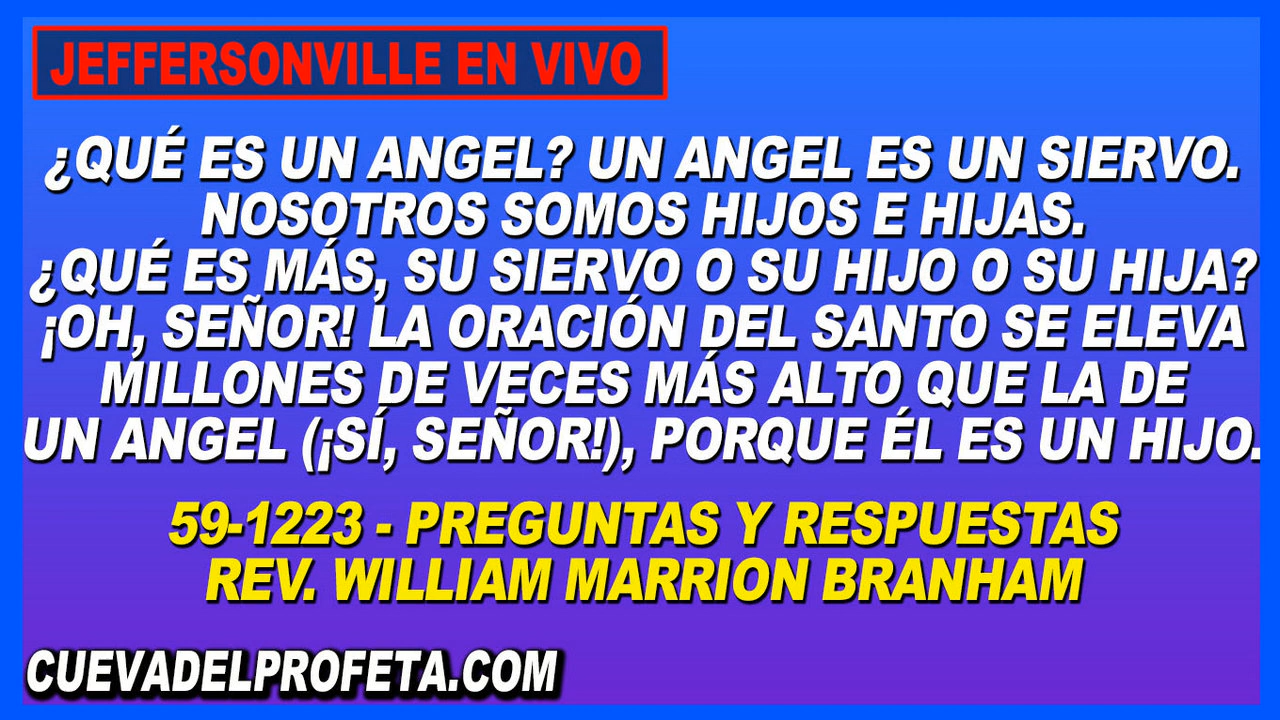 JEFFERSONVILLE EN VIVO
¿QUÉ ES UN ANGEL? UN ANGEL ES UN SIERVO.
NOSOTROS SOMOS HIJOS E HIJAS.
¿QUÉ ES MÁS, SU SIERVO O SU HIJO O SU HIJA?
¡OH, SEÑOR! LA ORACIÓN DEL SANTO SE ELEVA
MILLONES DE VECES MÁS ALTO QUE LA DE
UN ANGEL (¡SÍ, SEÑOR!), PORQUE ÉL ES UN HIJO.
59-1223 - PREGUNTAS Y RESPUESTAS
REV. WILLIAM MARRION BRANHAM
CUEVADELPROFETA.COM